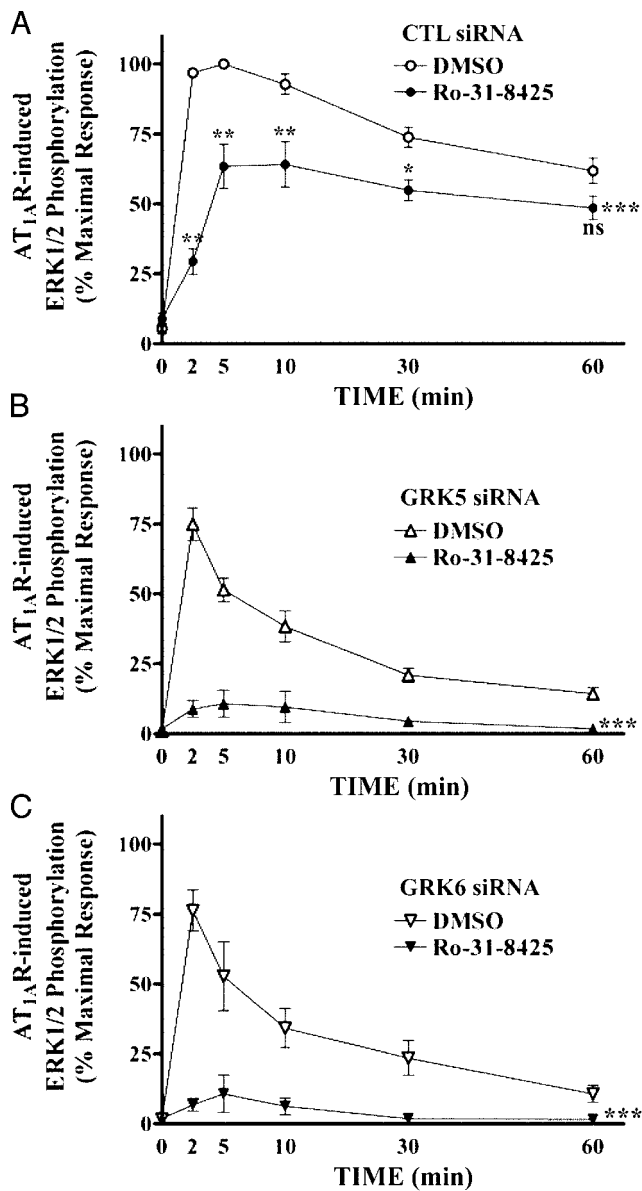 A
AT1AR-induced
ERK1/2 Phosphorylation
(% Maximal Response)
CTL siRNA
DMSO
Ro-31-8425
100
75
50
25
0
**
**
**
*
***
ns
0 2 5 10 30 60
TIME (min)
B
AT1AR-induced
ERK1/2 Phosphorylation
(% Maximal Response)
GRK5 siRNA
DMSO
Ro-31-8425
100
75
50
25
0
***
0 2 5 10 30 60
TIME (min)
C
AT1AR-induced
ERK1/2 Phosphorylation
(% Maximal Response)
GRK6 siRNA
DMSO
Ro-31-8425
100
75
50
25
0
***
0 2 5 10 30 60
TIME (min)